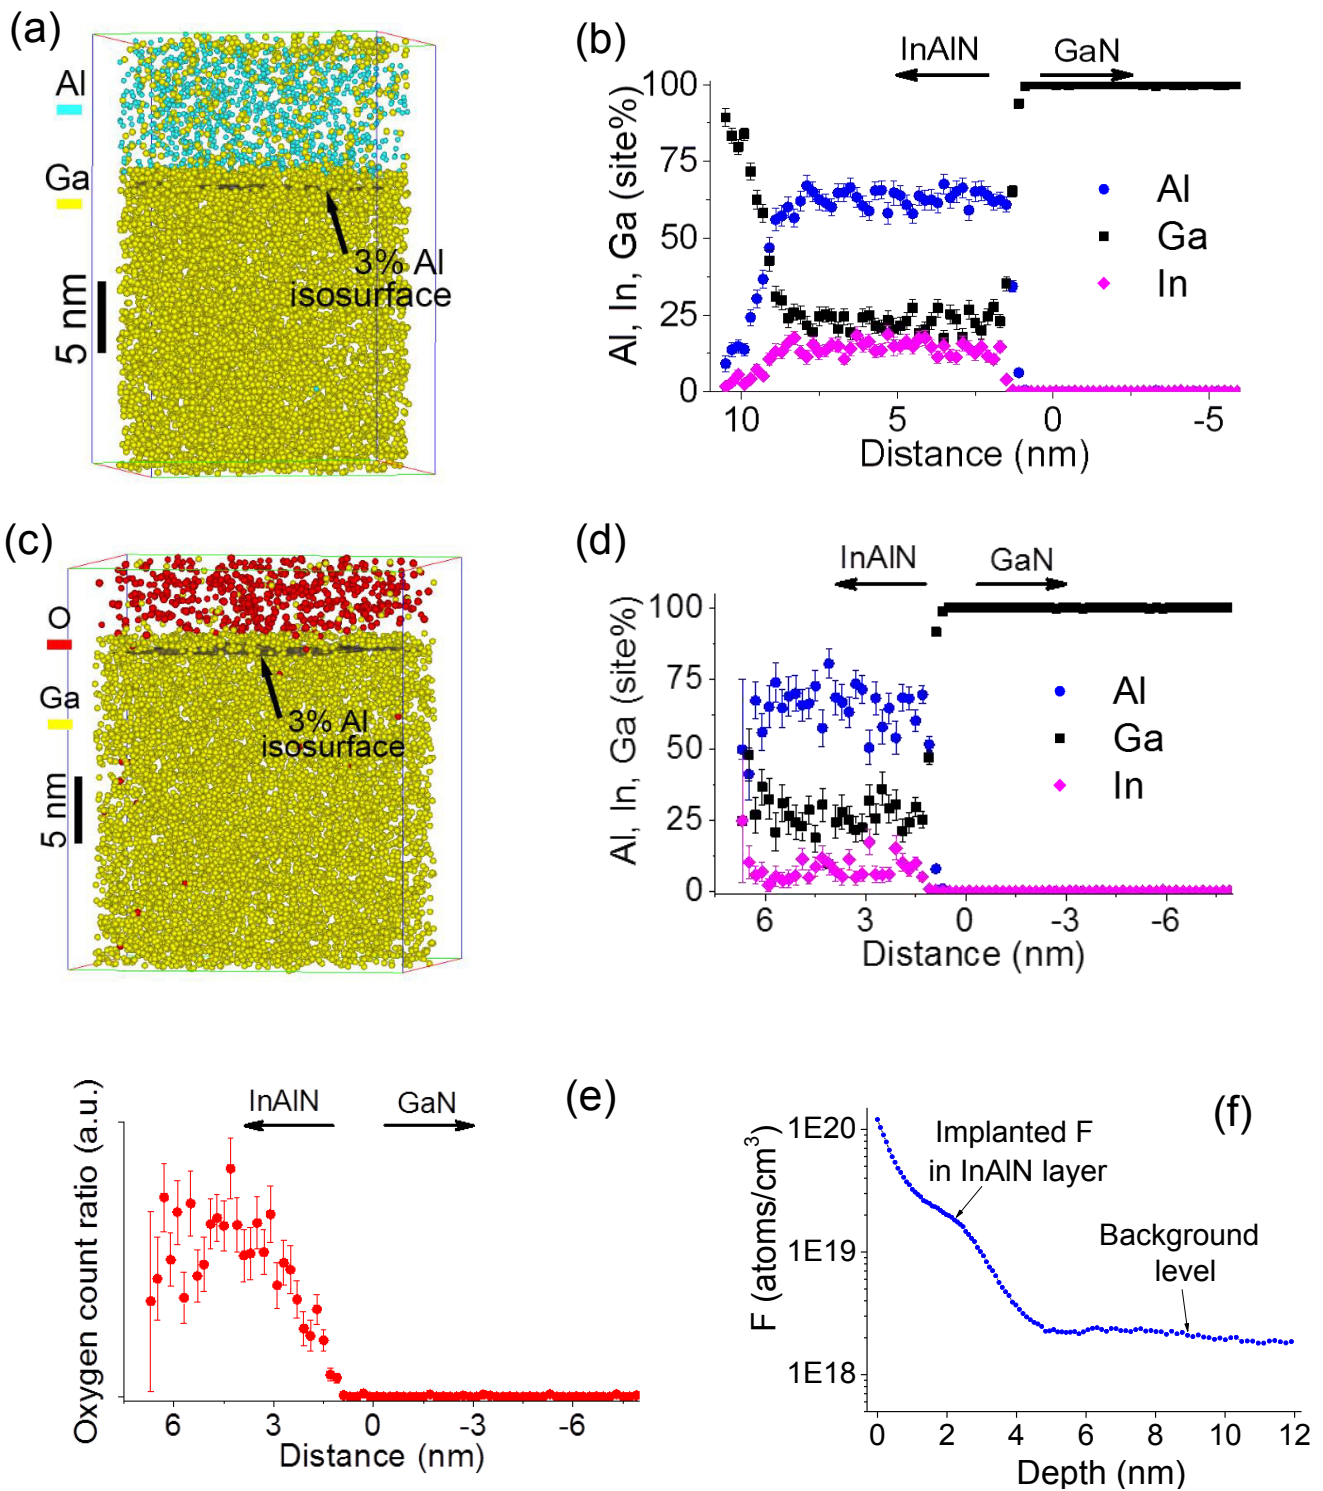 (a)
Al
Ga
5 nm
3% Al
isosurface
(b)
InAlN
GaN
Al, In, Ga (site%)
100
75
50
25
0
Al
Ga
In
10
5
0
-5
Distance (nm)
(c)
O
Ga
5 nm
3% Al
isosurface
(d)
InAlN
GaN
Al, In, Ga (site%)
100
75
50
25
0
Al
Ga
In
6
3
0
-3
-6
Distance (nm)
(e)
InAlN
GaN
Oxygen count ratio (a.u.)
6
3
0
-3
-6
Distance (nm)
(f)
F (atoms/cm³)
1E20
1E19
1E18
Implanted F
in InAlN layer
Background
level
0
2
4
6
8
10
12
Depth (nm)